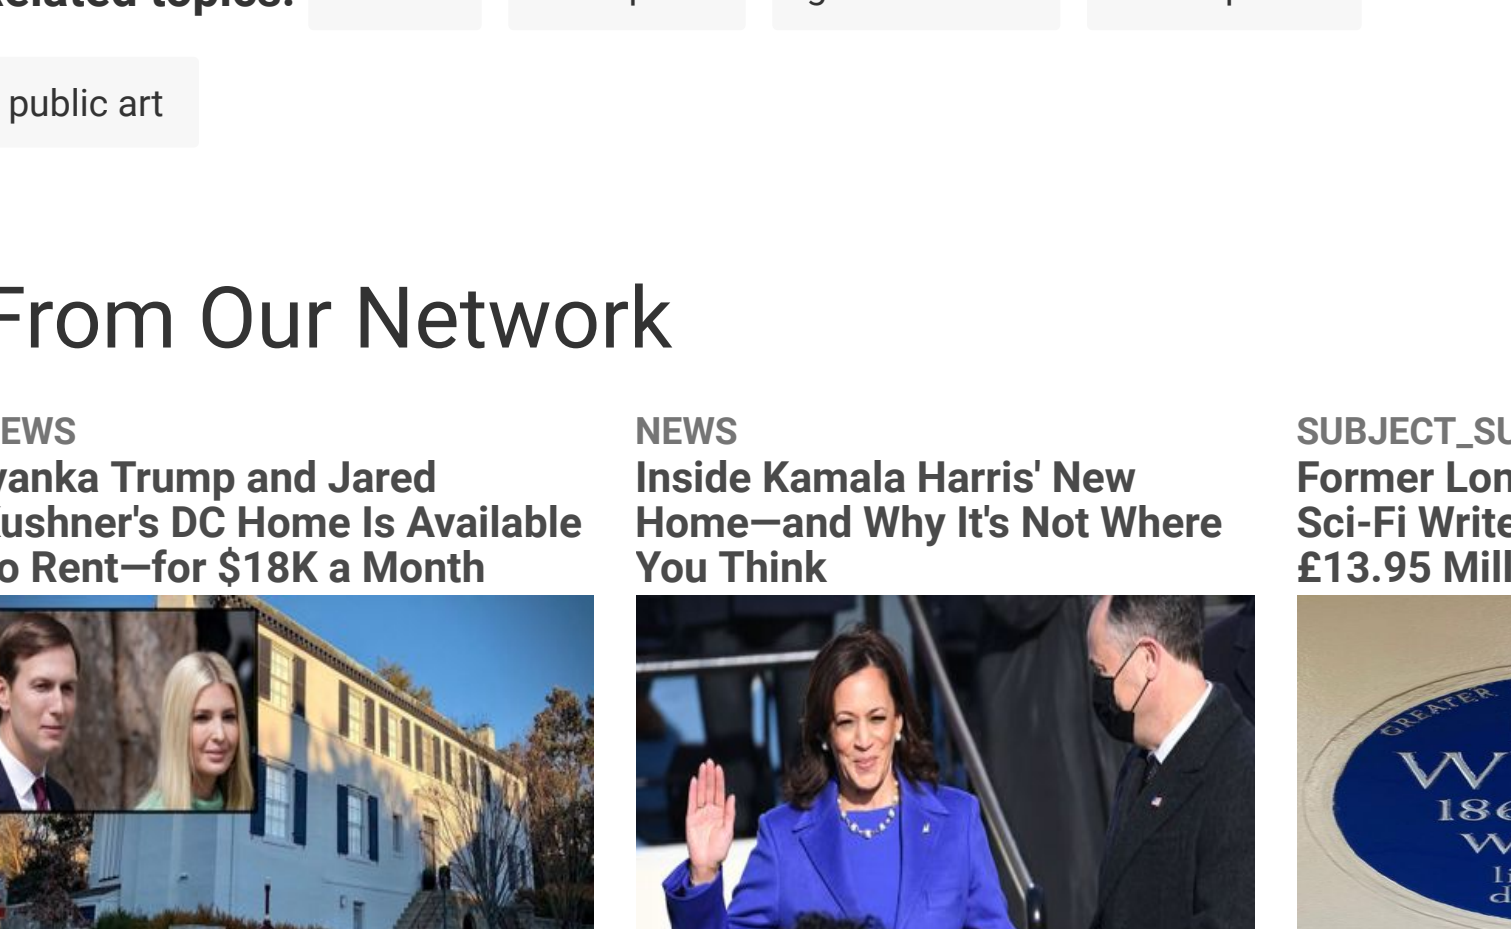 public art
From Our Network
NEWS
Inside Kamala Harris' New
Home—and Why It's Not Where
You Think
EWS
vanka Trump and Jared
ushner's DC Home Is Available
o Rent—for $18K a Month
SUBJECT_SU
Former Lon
Sci-Fi Write
£13.95 Mill
GREATER